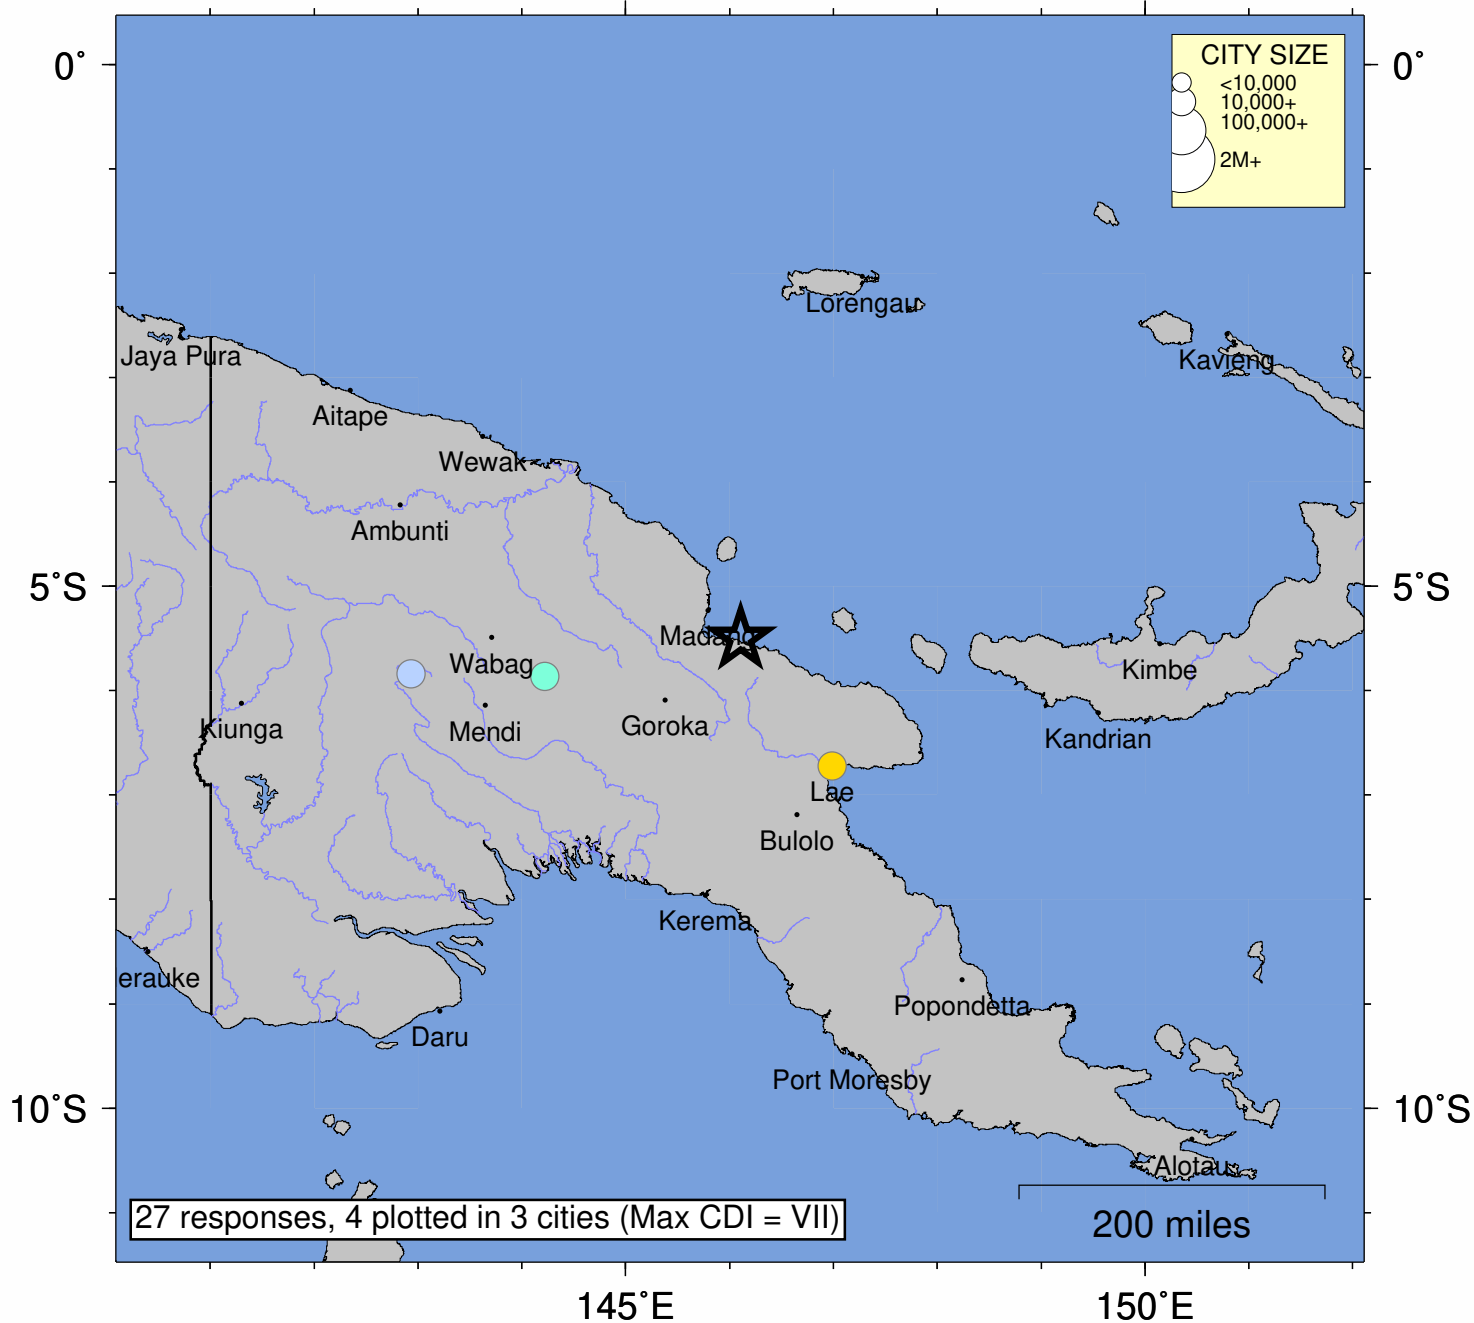 CITY SIZE
<10,000
10,000+
100,000+
2M+
0˚
0˚
Lorengau
Jaya Pura
Kavieng
Aitape
Wewak
Ambunti
5˚S
5˚S
Madang
Wabag
Kimbe
Kiunga
Mendi
Goroka
Kandrian
Lae
Bulolo
Kerema
erauke
Popondetta
Daru
Port Moresby
10˚S
10˚S
Alotau
27 responses, 4 plotted in 3 cities (Max CDI = VII)
200 miles
145˚E
150˚E